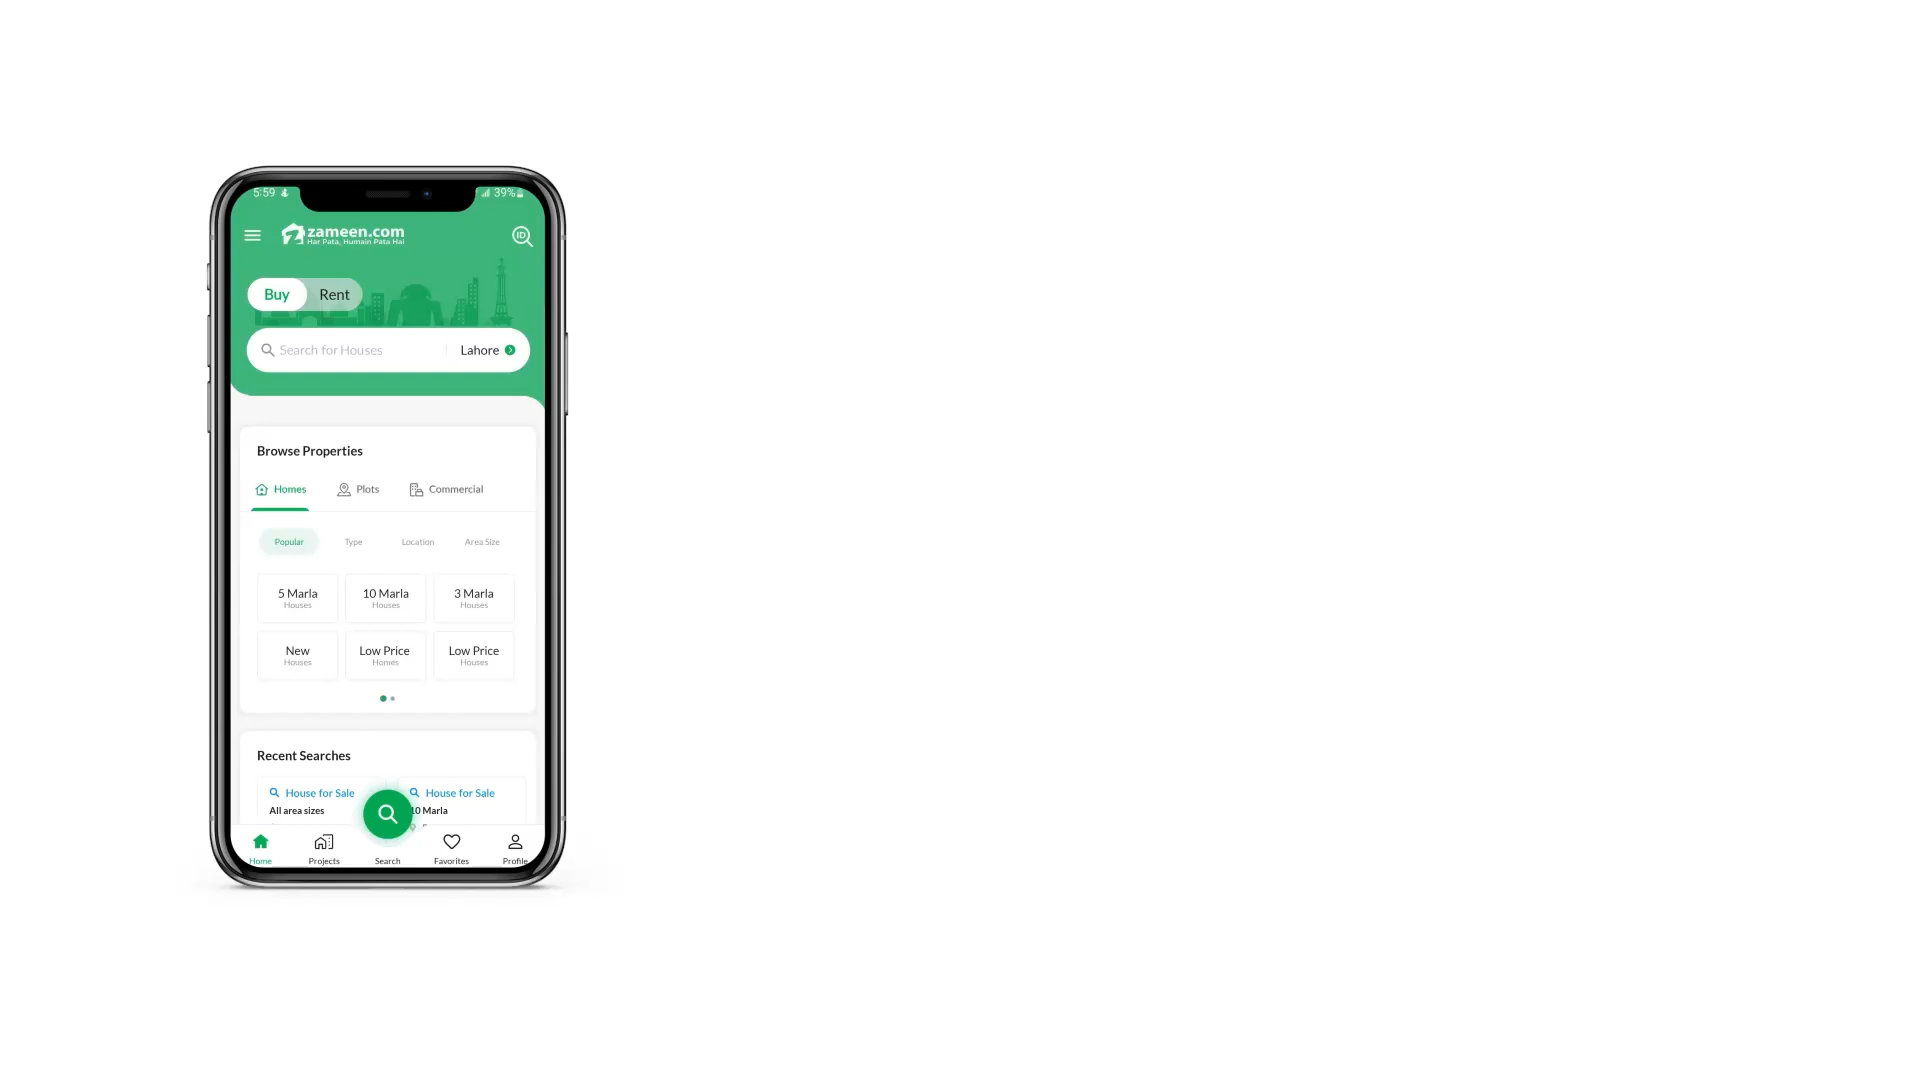 5:59
39%
zameen.com
Har Pata, Humain Pata Hai
ID
Buy Rent
Search for Houses Lahore
Browse Properties
Homes Plots Commercial
Popular Type Location Area Size
5 Marla 10 Marla 3 Marla
Houses Houses Houses
New Low Price Low Price
Houses Homes Houses
Recent Searches
House for Sale House for Sale
All area sizes 10 Marla
Home Projects Search Favorites Profile